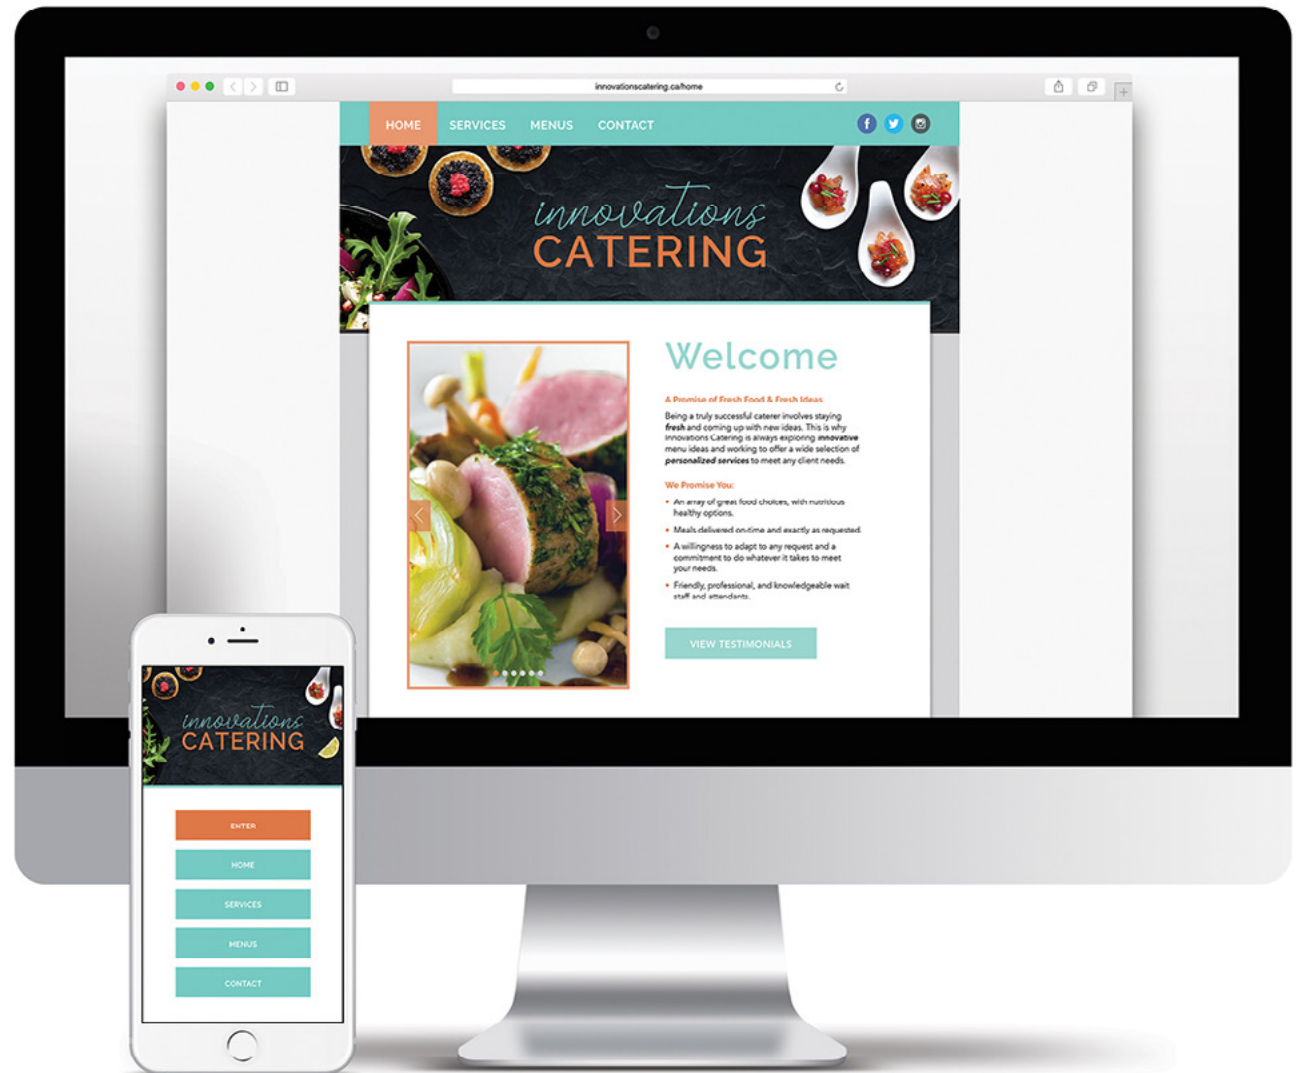 innovationscatering.ca/home
HOME SERVICES MENUS CONTACT
innovations
CATERING
Welcome
A Promise of Fresh Food & Fresh Ideas
Being a truly successful caterer involves staying
fresh and coming up with new ideas. This is why
Innovations Catering is always exploring innovative
menu ideas and working to offer a wide selection of
personalized services to meet any client needs.
We Promise You:
• An array of great food choices, with nutritious
healthy options.
• Meals delivered on-time and exactly as requested.
• A willingness to adapt to any request and a
commitment to do whatever it takes to meet
your needs.
• Friendly, professional, and knowledgeable wait
staff and attendants.
VIEW TESTIMONIALS
innovations
CATERING
ENTER
HOME
SERVICES
MENUS
CONTACT